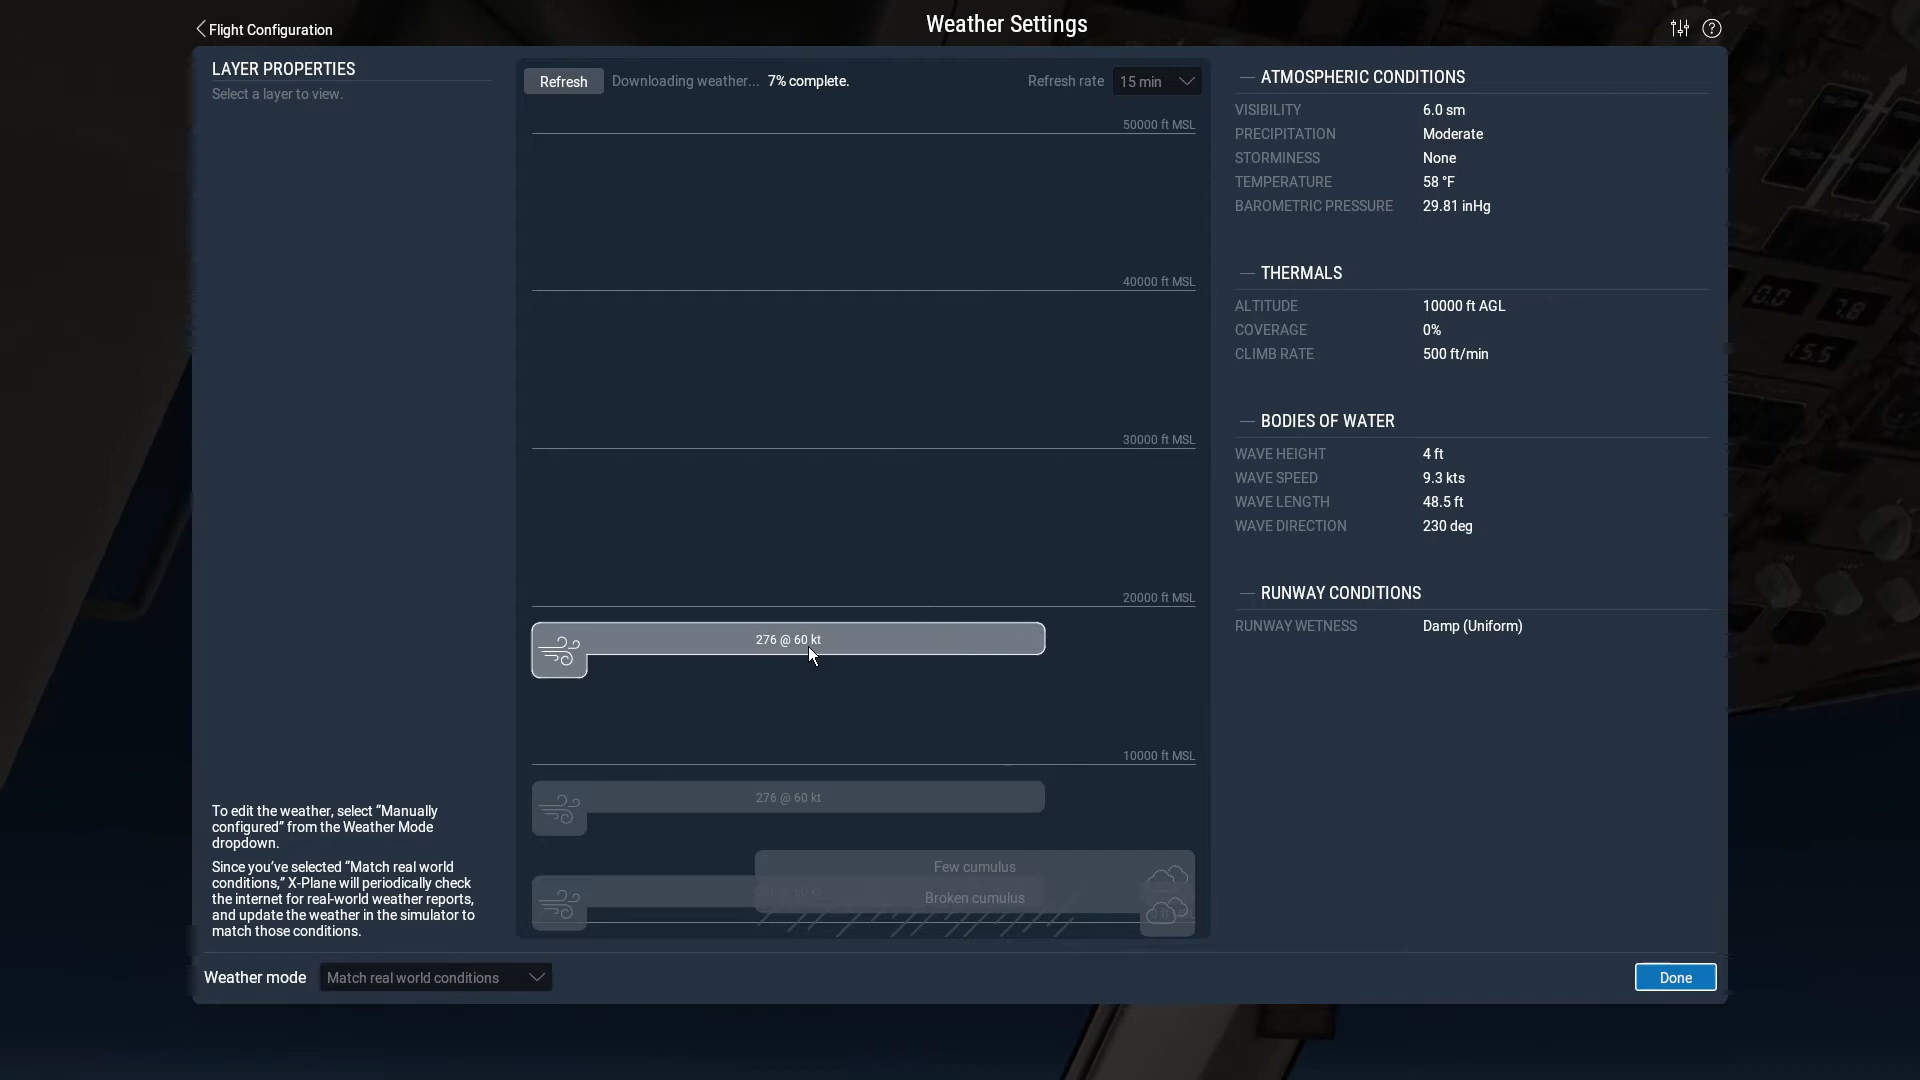 Flight Configuration
Weather Settings
LAYER PROPERTIES
Select a layer to view.
To edit the weather, select “Manually
configured” from the Weather Mode
dropdown.
Since you’ve selected “Match real world
conditions,” X-Plane will periodically check
the internet for real-world weather reports,
and update the weather in the simulator to
match those conditions.
Refresh
Downloading weather... 7% complete.
Refresh rate
15 min
50000 ft MSL
40000 ft MSL
30000 ft MSL
20000 ft MSL
276 @ 60 kt
10000 ft MSL
276 @ 60 kt
Few cumulus
Broken cumulus
ATMOSPHERIC CONDITIONS
VISIBILITY 6.0 sm
PRECIPITATION Moderate
STORMINESS None
TEMPERATURE 58 °F
BAROMETRIC PRESSURE 29.81 inHg
THERMALS
ALTITUDE 10000 ft AGL
COVERAGE 0%
CLIMB RATE 500 ft/min
BODIES OF WATER
WAVE HEIGHT 4 ft
WAVE SPEED 9.3 kts
WAVE LENGTH 48.5 ft
WAVE DIRECTION 230 deg
RUNWAY CONDITIONS
RUNWAY WETNESS Damp (Uniform)
Weather mode
Match real world conditions
Done